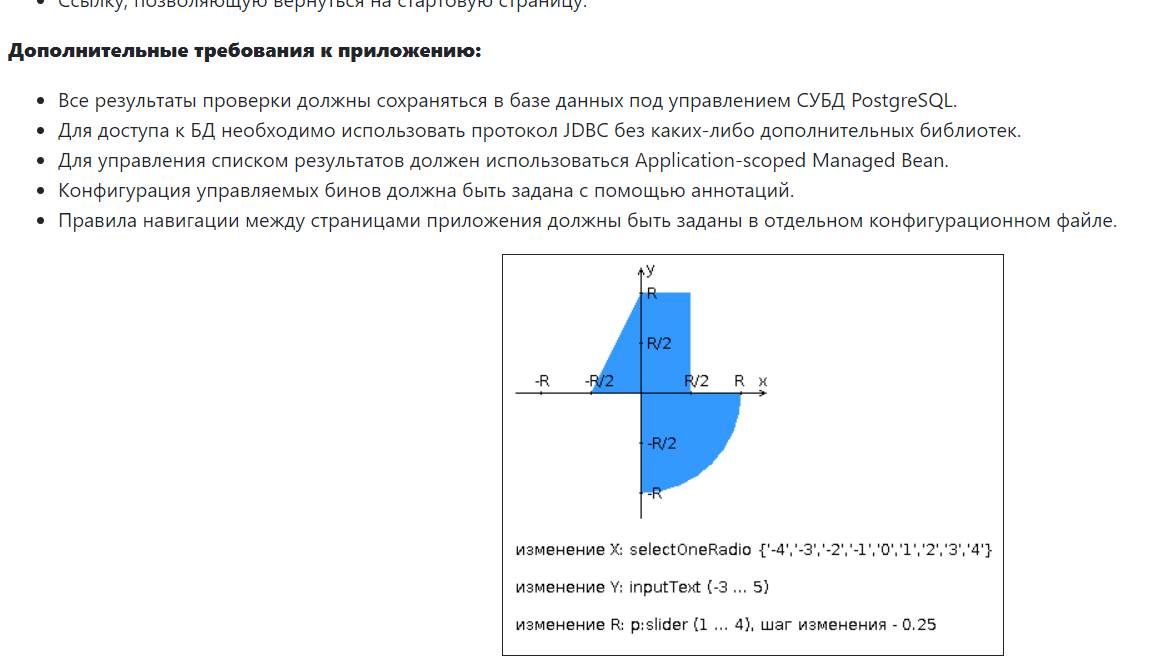 Ссылку, позволяющую вернуться на стартовую страницу.
Дополнительные требования к приложению:
Все результаты проверки должны сохраняться в базе данных под управлением СУБД PostgreSQL.
Для доступа к БД необходимо использовать протокол JDBC без каких-либо дополнительных библиотек.
Для управления списком результатов должен использоваться Application-scoped Managed Bean.
Конфигурация управляемых бинов должна быть задана с помощью аннотаций.
Правила навигации между страницами приложения должны быть заданы в отдельном конфигурационном файле.
y
R
R/2
-R -R/2 R/2 R x
-R/2
-R
изменение X: selectOneRadio {'-4','-3','-2','-1','0','1','2','3','4'}
изменение Y: inputText (-3 ... 5)
изменение R: p:slider (1 ... 4), шаг изменения - 0.25